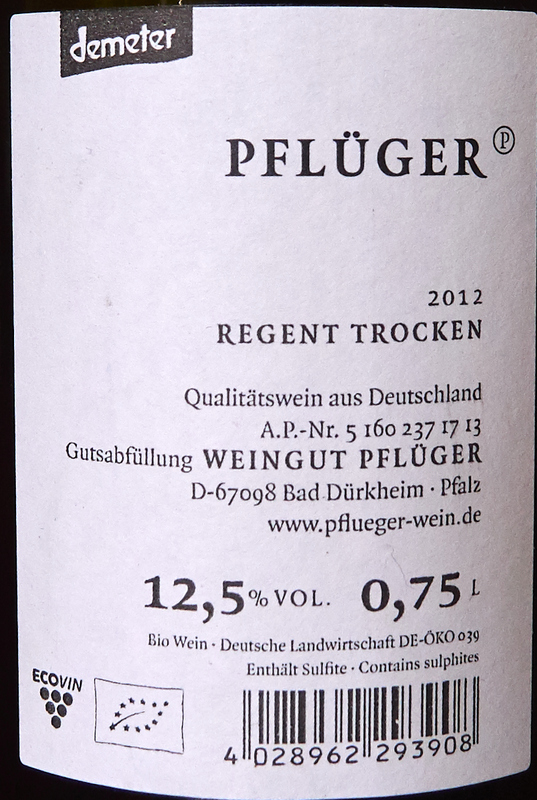 demeter
PFLÜGER Ⓟ
2012
REGENT TROCKEN
Qualitätswein aus Deutschland
A.P.-Nr. 5 160 237 17 13
Gutsabfüllung WEINGUT PFLÜGER
D-67098 Bad Dürkheim · Pfalz
www.pflueger-wein.de
12,5% VOL. 0,75 L
Bio Wein · Deutsche Landwirtschaft DE-ÖKO 039
Enthält Sulfite · Contains sulphites
ECOVIN
4 028962 293908